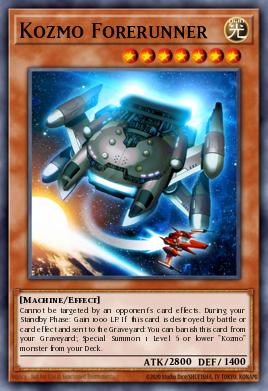 KOZMO FORERUNNER
光
[MACHINE/EFFECT]
Cannot be targeted by an opponent's card effects. During your
Standby Phase: Gain 1000 LP. If this card is destroyed by battle or
card effect and sent to the Graveyard: You can banish this card from
your Graveyard; Special Summon 1 Level 6 or lower "Kozmo"
monster from your Deck.
ATK/2800 DEF/1400
©2020 Studio Dice/SHUEISHA, TV TOKYO, KONAMI